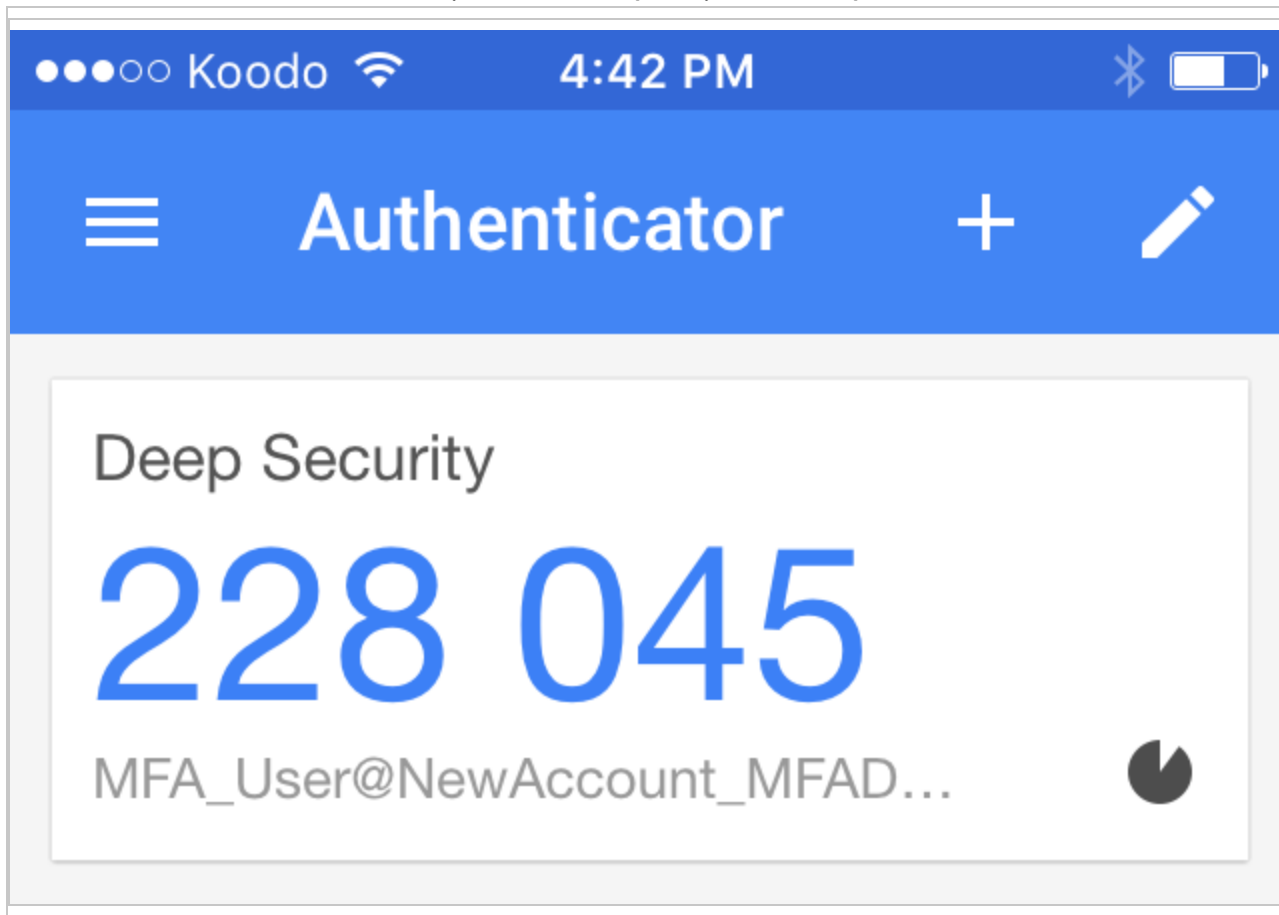 Koodo 4:42 PM
Authenticator
Deep Security
228 045
MFA_User@NewAccount_MFAD...